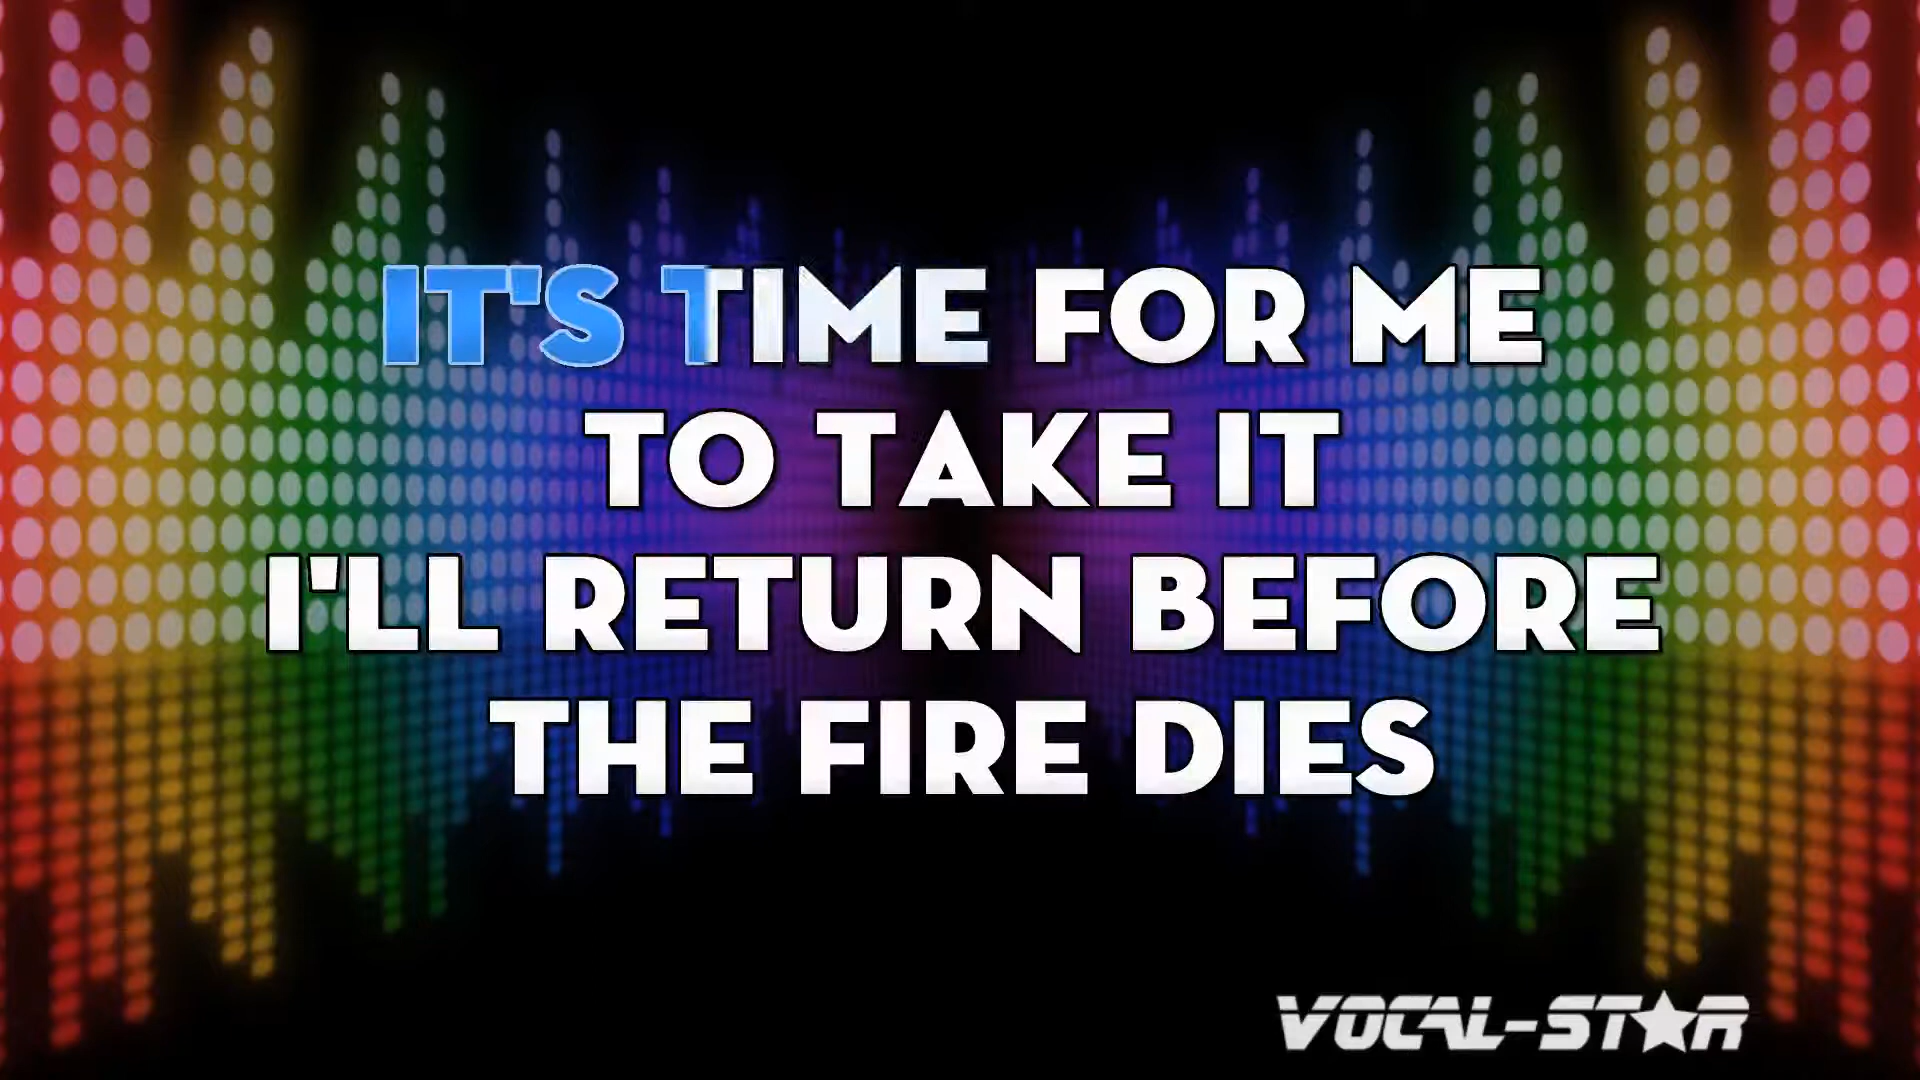 IT'S TIME FOR ME
TO TAKE IT
I'LL RETURN BEFORE
THE FIRE DIES
VOCAL-STAR